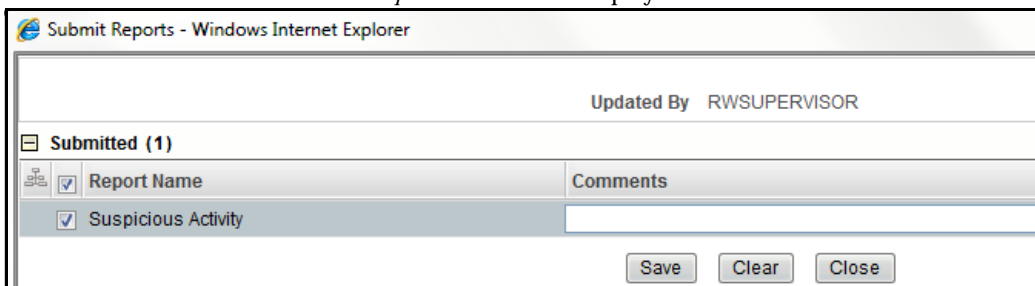 Submit Reports - Windows Internet Explorer
Updated By RWSUPERVISOR
Submitted (1)
Report Name Comments
Suspicious Activity
Save Clear Close